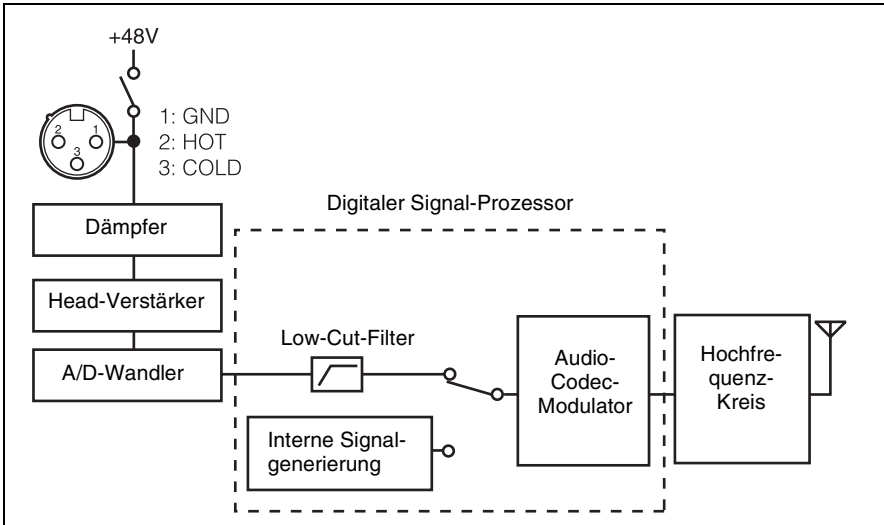 +48V
1: GND
2: HOT
3: COLD
2
1
3
Dämpfer
Digitaler Signal-Prozessor
Head-Verstärker
Low-Cut-Filter
A/D-Wandler
Audio-
Codec-
Modulator
Hochfre-
quenz-
Kreis
Interne Signal-
generierung